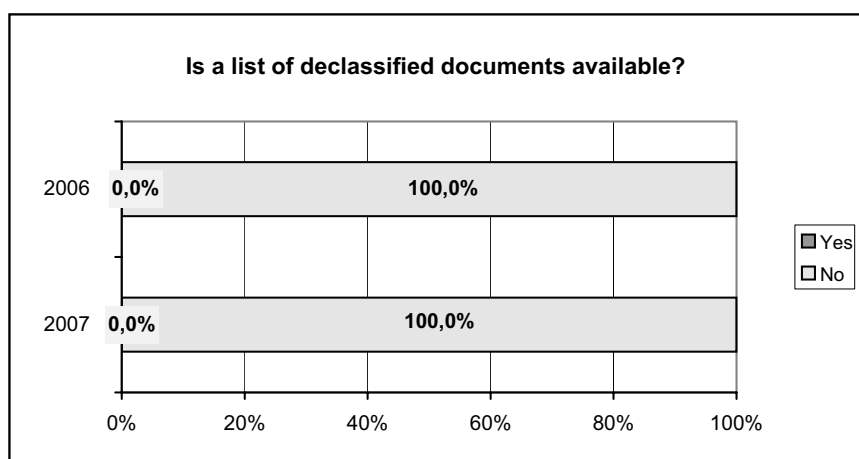 Is a list of declassified documents available?
2006 0,0% 100,0%
Yes
No
2007 0,0% 100,0%
0% 20% 40% 60% 80% 100%